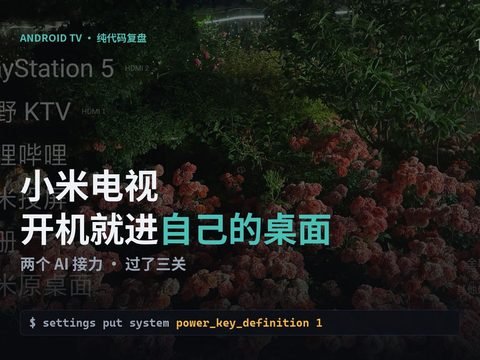 ANDROID TV · 纯代码复盘
yStation 5 HDMI 2
野 KTV HDMI 1
哩哔哩
小米电视
开机就进自己的桌面
两个 AI 接力 · 过了三关
米原桌面
$ settings put system power_key_definition 1